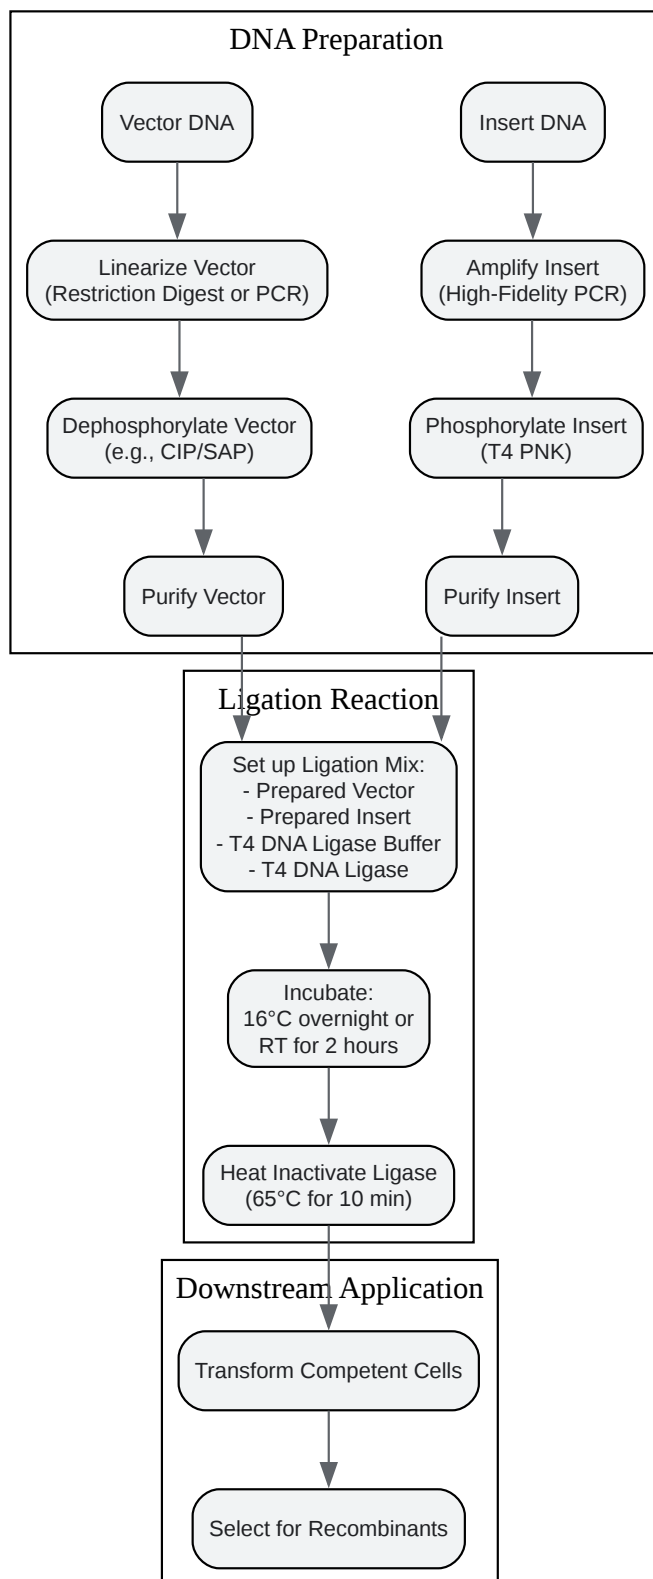 DNA Preparation
Vector DNA
Insert DNA
Linearize Vector
(Restriction Digest or PCR)
Amplify Insert
(High-Fidelity PCR)
Dephosphorylate Vector
(e.g., CIP/SAP)
Phosphorylate Insert
(T4 PNK)
Purify Vector
Purify Insert
Ligation Reaction
Set up Ligation Mix:
- Prepared Vector
- Prepared Insert
- T4 DNA Ligase Buffer
- T4 DNA Ligase
Incubate:
16°C overnight or
RT for 2 hours
Heat Inactivate Ligase
(65°C for 10 min)
Downstream Application
Transform Competent Cells
Select for Recombinants